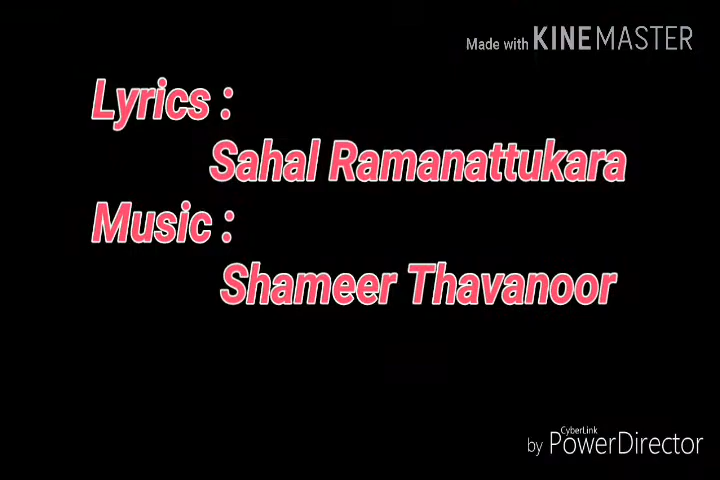 Made with KINEMASTER
Lyrics :
Sahal Ramanattukara
Music :
Shameer Thavanoor
CyberLink
by PowerDirector